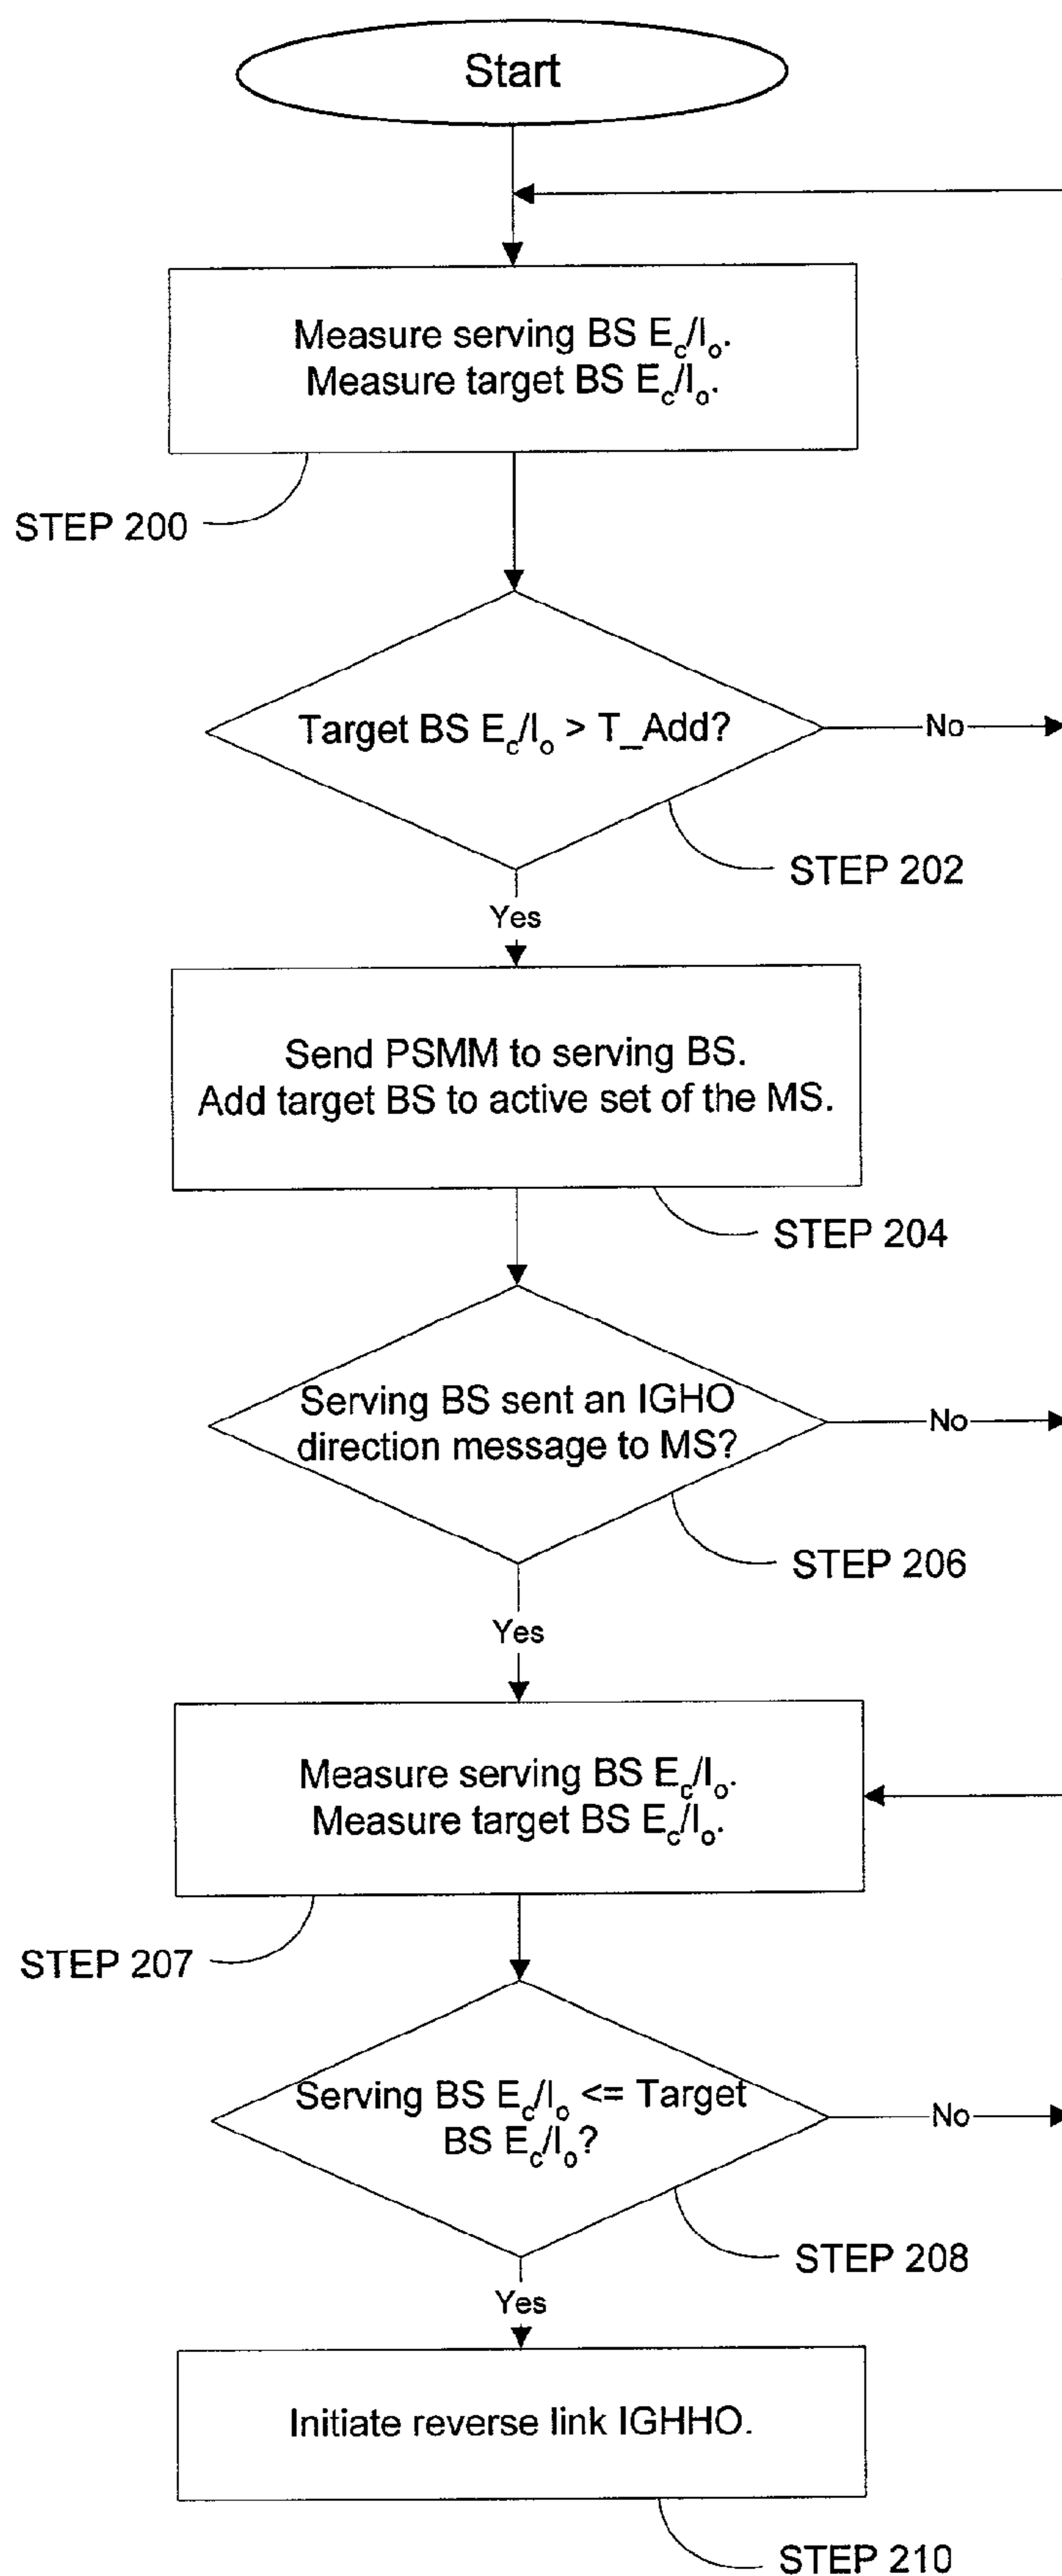 Start
Measure serving BS Ec/Io.
Measure target BS Ec/Io.
STEP 200
Target BS Ec/Io > T_Add?
No
STEP 202
Yes
Send PSMM to serving BS.
Add target BS to active set of the MS.
STEP 204
Serving BS sent an IGHO
direction message to MS?
No
STEP 206
Yes
Measure serving BS Ec/Io.
Measure target BS Ec/Io.
STEP 207
Serving BS Ec/Io <= Target
BS Ec/Io?
No
STEP 208
Yes
Initiate reverse link IGHHO.
STEP 210